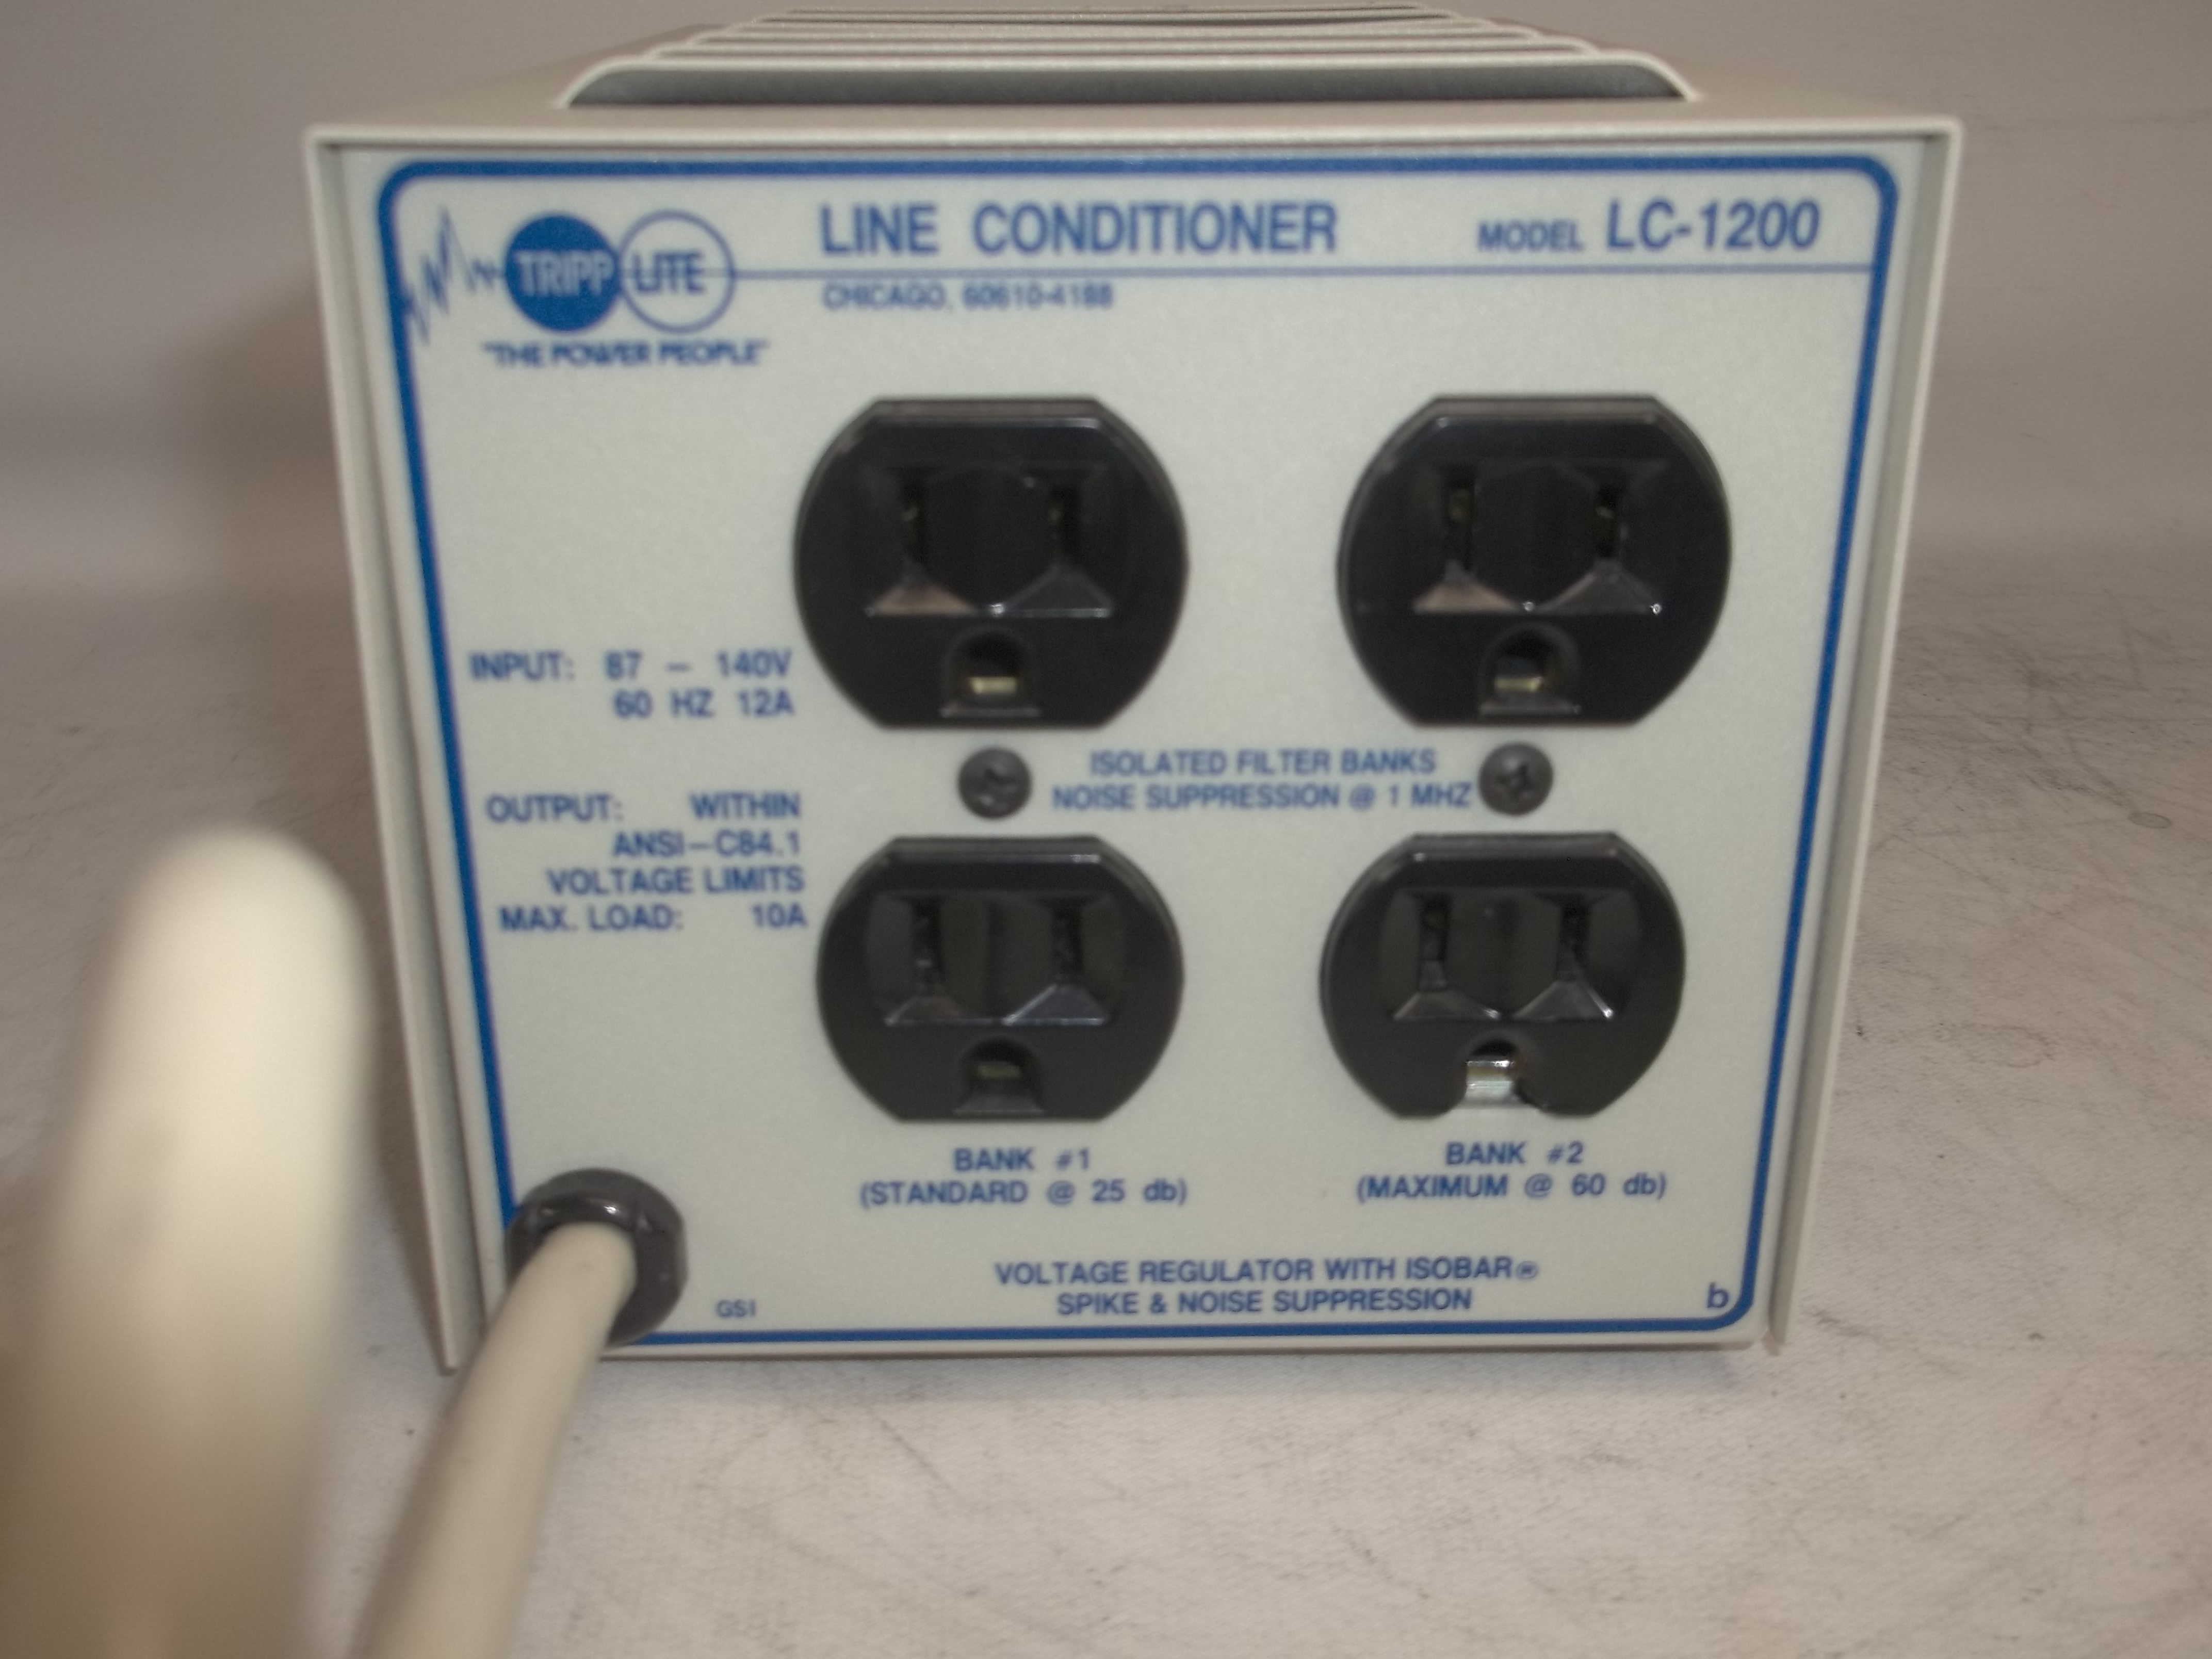 TRIPP LITE
"THE POWER PEOPLE"
LINE CONDITIONER
MODEL LC-1200
CHICAGO, 60610-4188
INPUT: 87 – 140V
60 HZ 12A
OUTPUT: WITHIN
ANSI–C84.1
VOLTAGE LIMITS
MAX. LOAD: 10A
ISOLATED FILTER BANKS
NOISE SUPPRESSION @ 1 MHZ
BANK #1
(STANDARD @ 25 db)
BANK #2
(MAXIMUM @ 60 db)
VOLTAGE REGULATOR WITH ISOBAR®
SPIKE & NOISE SUPPRESSION
GS1
b